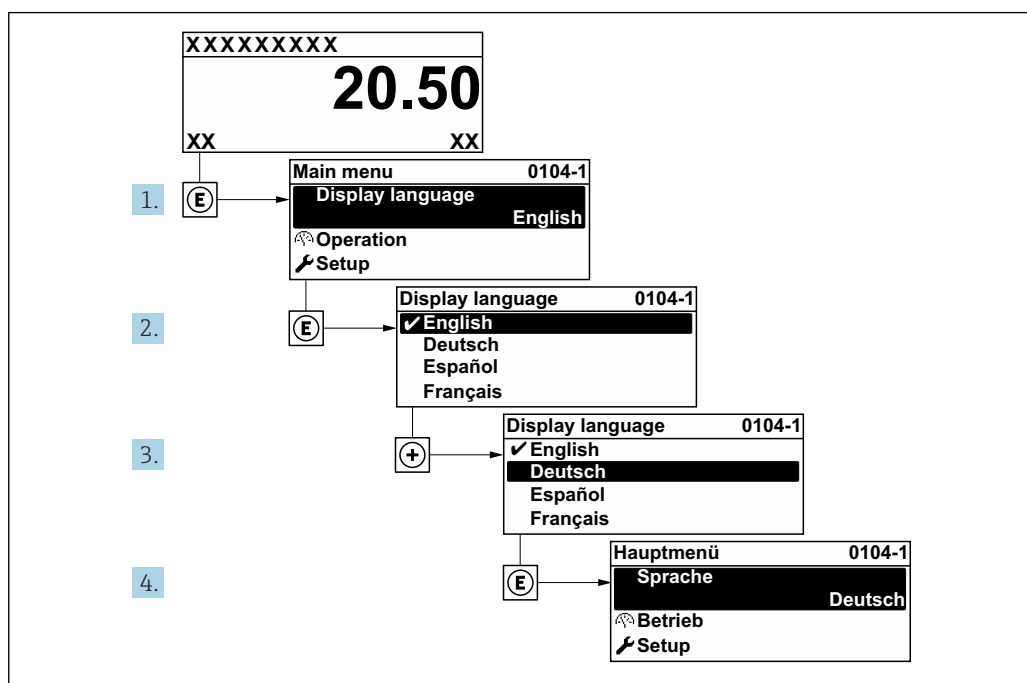 XXXXXXXXX
20.50
XX XX
1.
E
Main menu 0104-1
Display language
English
Operation
Setup
2.
E
Display language 0104-1
✔English
Deutsch
Español
Français
3.
+
Display language 0104-1
✔English
Deutsch
Español
Français
4.
E
Hauptmenü 0104-1
Sprache
Deutsch
Betrieb
Setup